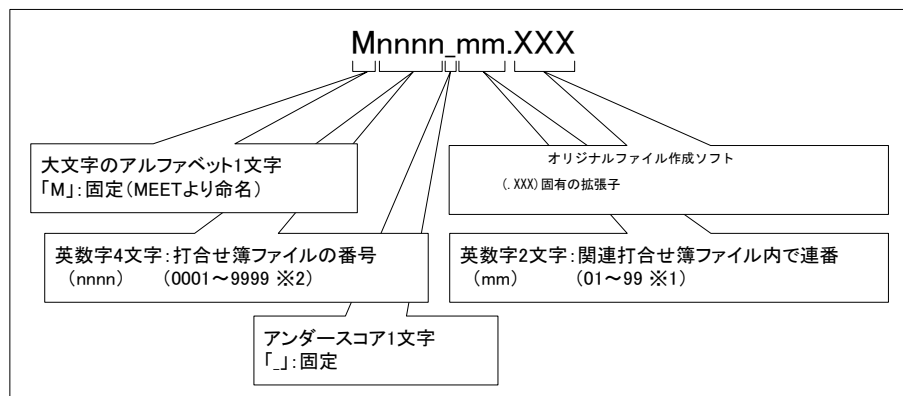 Mnnnn_mm.XXX
大文字のアルファベット1文字
「M」:固定(MEETより命名)
オリジナルファイル作成ソフト
(.XXX)固有の拡張子
英数字4文字:打合せ簿ファイルの番号
(nnnn) (0001～9999 ※2)
英数字2文字:関連打合せ簿ファイル内で連番
(mm) (01～99 ※1)
アンダースコア1文字
「_」:固定